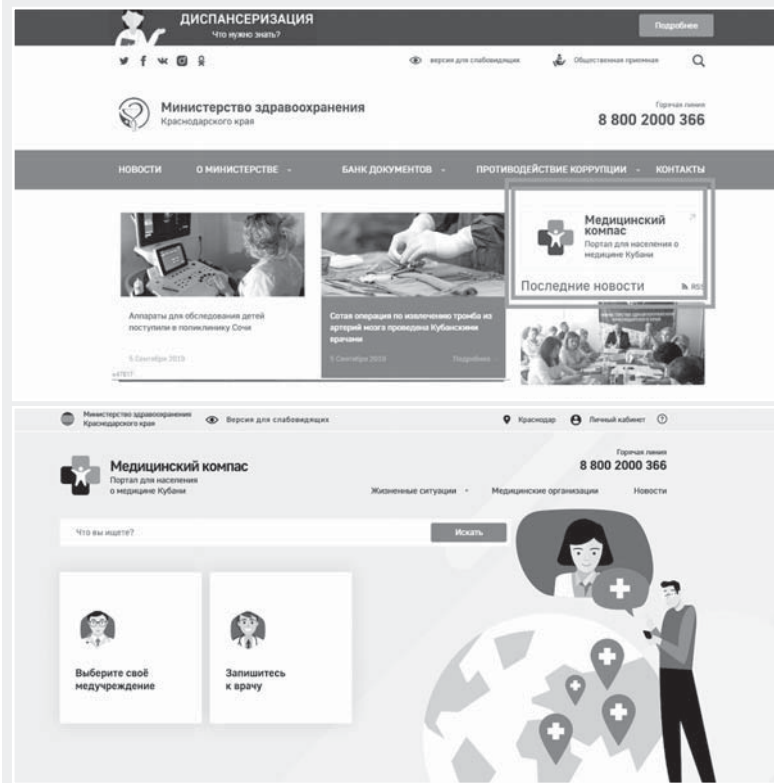 ДИСПАНСЕРИЗАЦИЯ
Что нужно знать?
Подробнее
версия для слабовидящих
Общественная приемная
Министерство здравоохранения
Краснодарского края
Горячая линия
8 800 2000 366
НОВОСТИ
О МИНИСТЕРСТВЕ
БАНК ДОКУМЕНТОВ
ПРОТИВОДЕЙСТВИЕ КОРРУПЦИИ
КОНТАКТЫ
Медицинский
компас
Портал для населения о
медицине Кубани
Последние новости
RSS
Аппараты для обследования детей
поступили в поликлинику Сочи
5 Сентября 2019
Сотая операция по извлечению тромба из
артерий мозга проведена Кубанскими
врачами
5 Сентября 2019
Подробнее
Министерство здравоохранения
Краснодарского края
Версия для слабовидящих
Краснодар
Личный кабинет
Медицинский компас
Портал для населения
о медицине Кубани
Горячая линия
8 800 2000 366
Жизненные ситуации
Медицинские организации
Новости
Что вы ищете?
Искать
Выберите своё
медучреждение
Запишитесь
к врачу